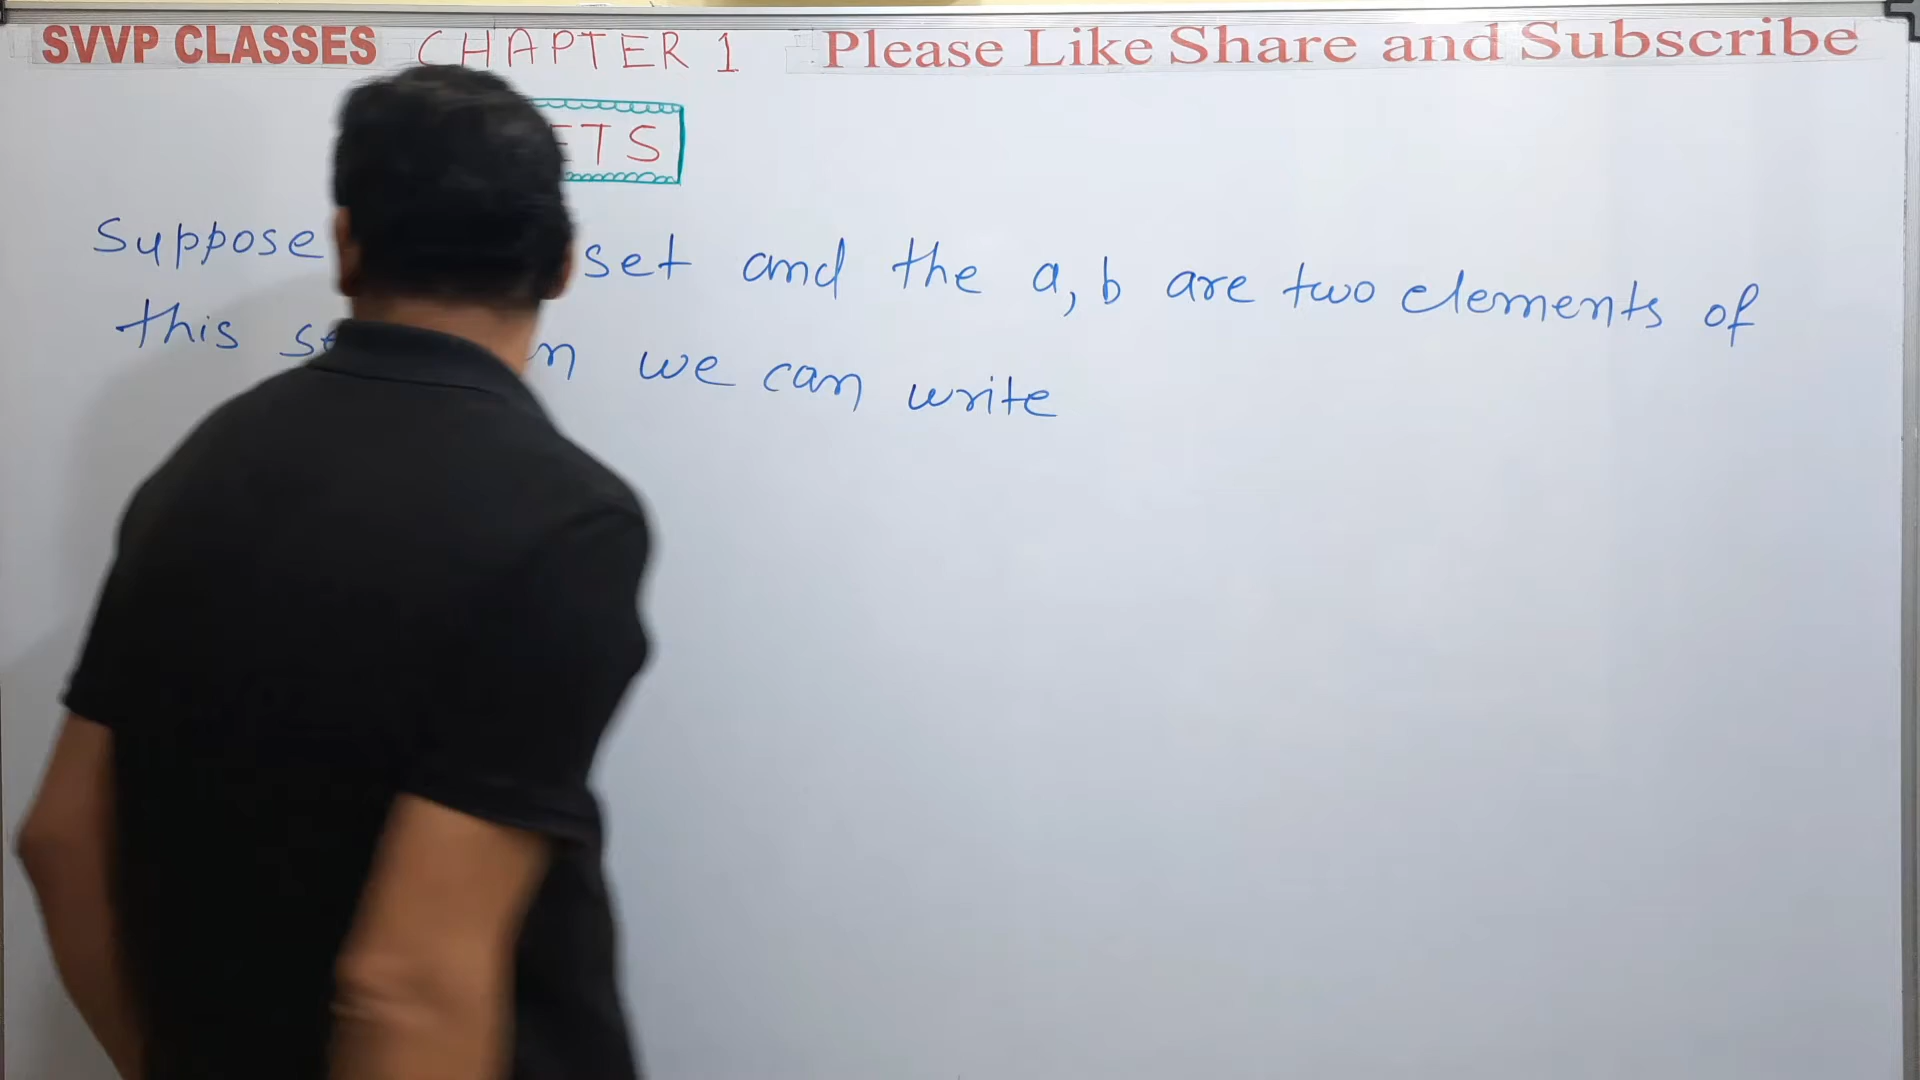 SVVP CLASSES CHAPTER 1 Please Like Share and Subscribe
ETS
Suppose set and the a, b are two elements of
this we can write